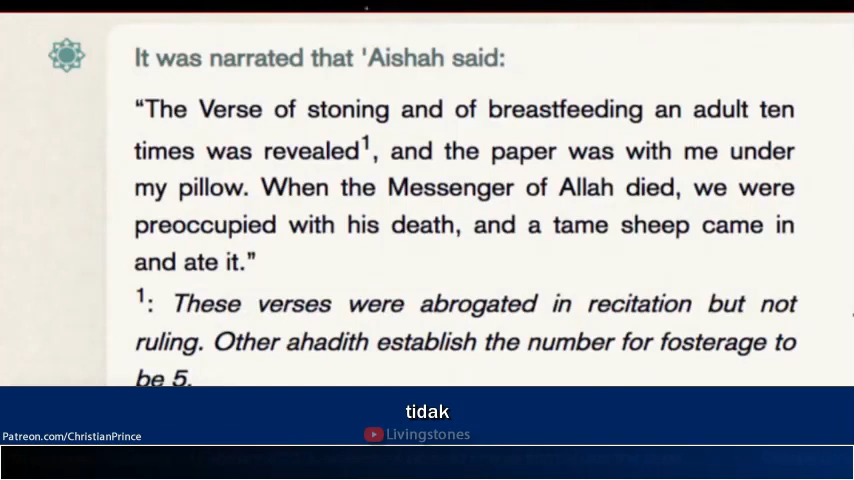 It was narrated that 'Aishah said:
“The Verse of stoning and of breastfeeding an adult ten
times was revealed¹, and the paper was with me under
my pillow. When the Messenger of Allah died, we were
preoccupied with his death, and a tame sheep came in
and ate it.”
¹: These verses were abrogated in recitation but not
ruling. Other ahadith establish the number for fosterage to
be 5.
tidak
Patreon.com/ChristianPrince
Livingstones